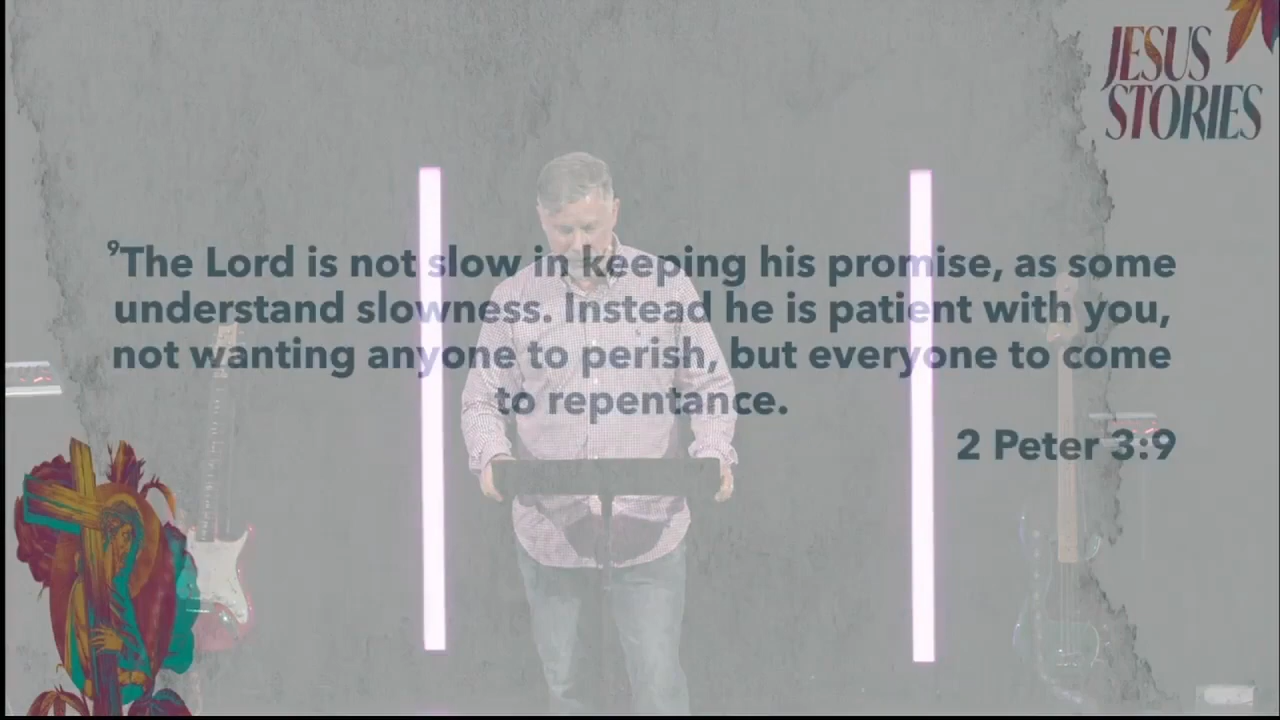 JESUS
STORIES
⁹The Lord is not slow in keeping his promise, as some
understand slowness. Instead he is patient with you,
not wanting anyone to perish, but everyone to come
to repentance.
2 Peter 3:9